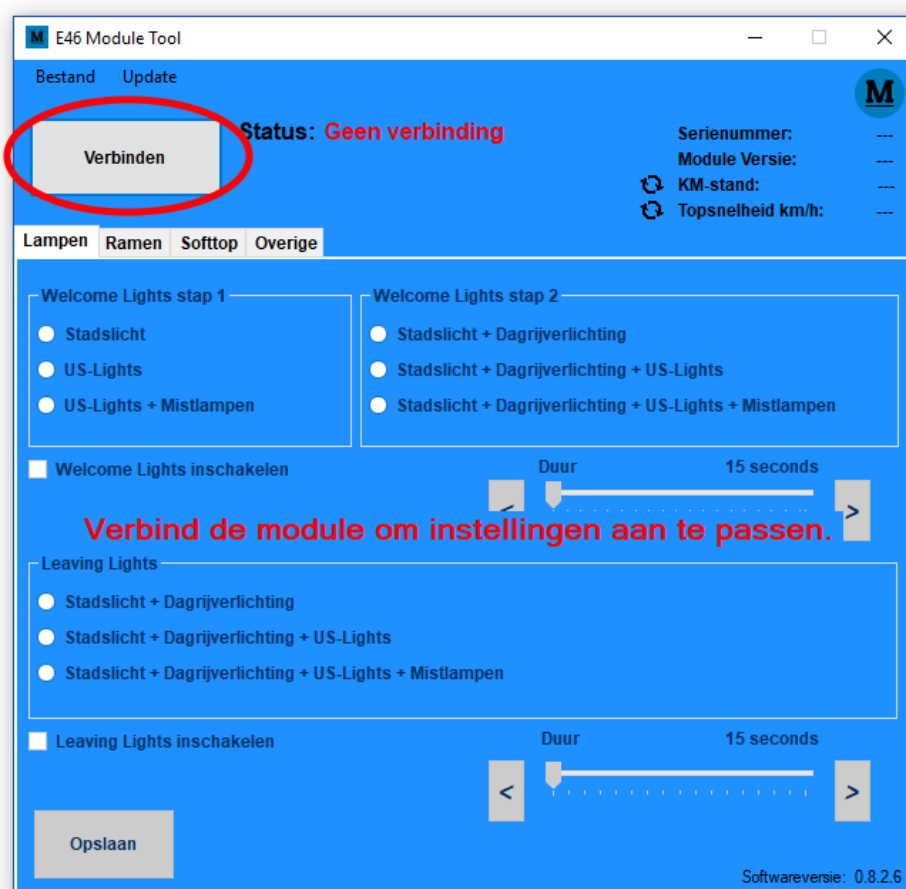 M E46 Module Tool
Bestand Update
M
Verbinden
Status: Geen verbinding
Serienummer: ---
Module Versie: ---
KM-stand: ---
Topsnelheid km/h: ---
Lampen Ramen Softtop Overige
Welcome Lights stap 1
Stadslicht
US-Lights
US-Lights + Mistlampen
Welcome Lights stap 2
Stadslicht + Dagrijverlichting
Stadslicht + Dagrijverlichting + US-Lights
Stadslicht + Dagrijverlichting + US-Lights + Mistlampen
Welcome Lights inschakelen
Duur 15 seconds
< >
Verbind de module om instellingen aan te passen.
Leaving Lights
Stadslicht + Dagrijverlichting
Stadslicht + Dagrijverlichting + US-Lights
Stadslicht + Dagrijverlichting + US-Lights + Mistlampen
Leaving Lights inschakelen
Duur 15 seconds
< >
Opslaan
Softwareversie: 0.8.2.6